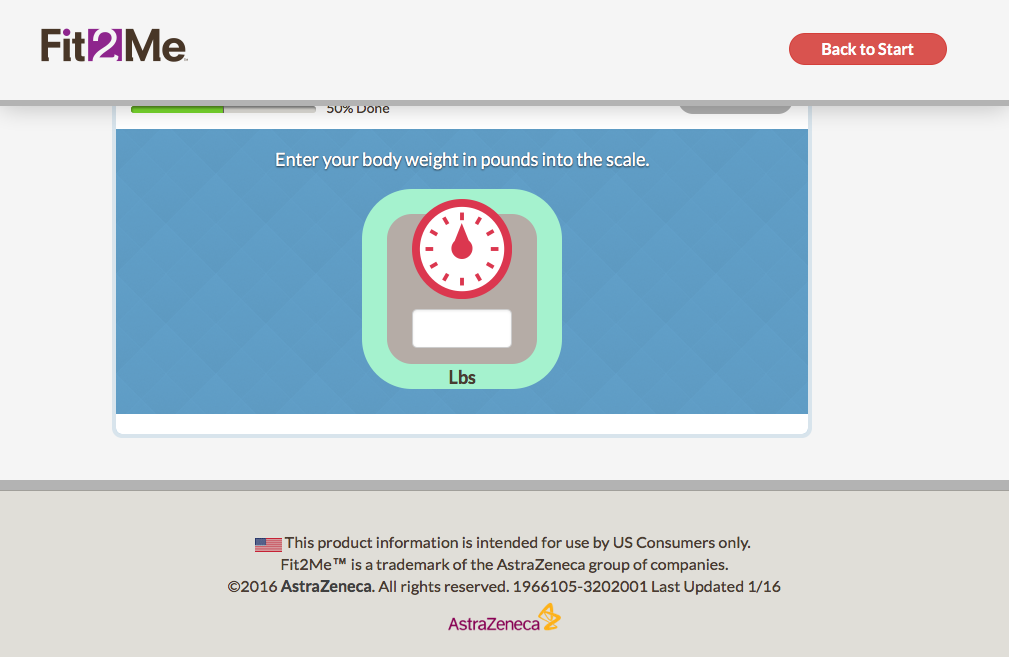 Fit2Me™
Back to Start
50% Done
Enter your body weight in pounds into the scale.
Lbs
This product information is intended for use by US Consumers only.
Fit2Me™ is a trademark of the AstraZeneca group of companies.
©2016 AstraZeneca. All rights reserved. 1966105-3202001 Last Updated 1/16
AstraZeneca